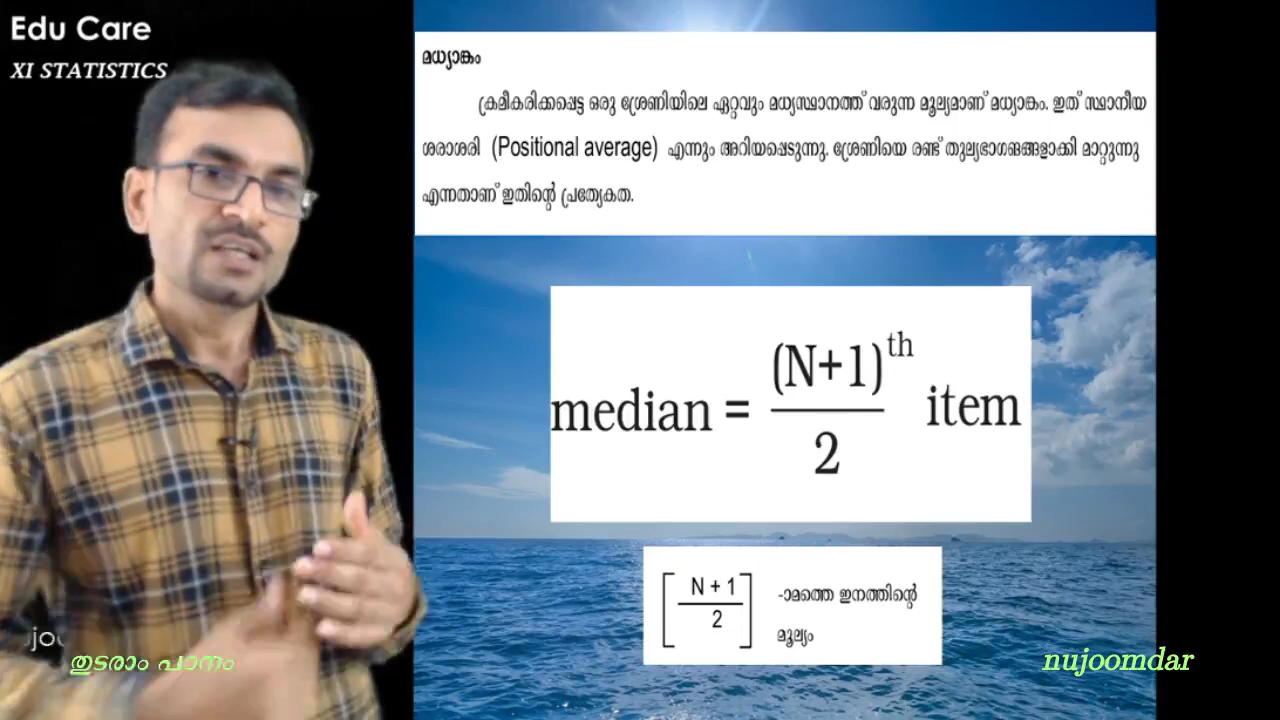 Edu Care
XI STATISTICS
മധ്യാങ്കം
ക്രമീകരിക്കപ്പെട്ട ഒരു ശ്രേണിയിലെ ഏറ്റവും മധ്യസ്ഥാനത്ത് വരുന്ന മൂല്യമാണ് മധ്യാങ്കം. ഇത് സ്ഥാനീയ
ശരാശരി (Positional average) എന്നും അറിയപ്പെടുന്നു. ശ്രേണിയെ രണ്ട് തുല്യഭാഗങ്ങളാക്കി മാറ്റുന്നു
എന്നതാണ് ഇതിന്റെ പ്രത്യേകത.
median = (N+1)th / 2 item
[N + 1 / 2] -ാമത്തെ ഇനത്തിന്റെ
മൂല്യം
തുടരാം പഠനം
nujoomdar